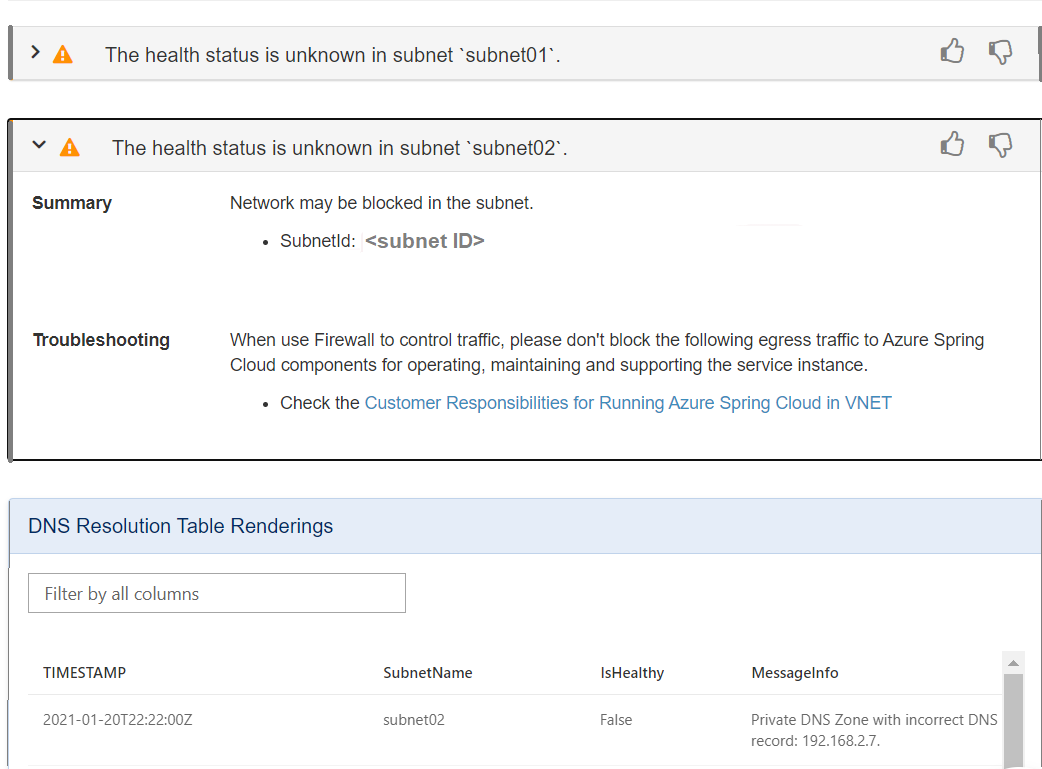 The health status is unknown in subnet `subnet01`.
The health status is unknown in subnet `subnet02`.
Summary
Network may be blocked in the subnet.
• SubnetId: <subnet ID>
Troubleshooting
When use Firewall to control traffic, please don't block the following egress traffic to Azure Spring
Cloud components for operating, maintaining and supporting the service instance.
• Check the Customer Responsibilities for Running Azure Spring Cloud in VNET
DNS Resolution Table Renderings
Filter by all columns
TIMESTAMP SubnetName IsHealthy MessageInfo
2021-01-20T22:22:00Z subnet02 False Private DNS Zone with incorrect DNS
record: 192.168.2.7.